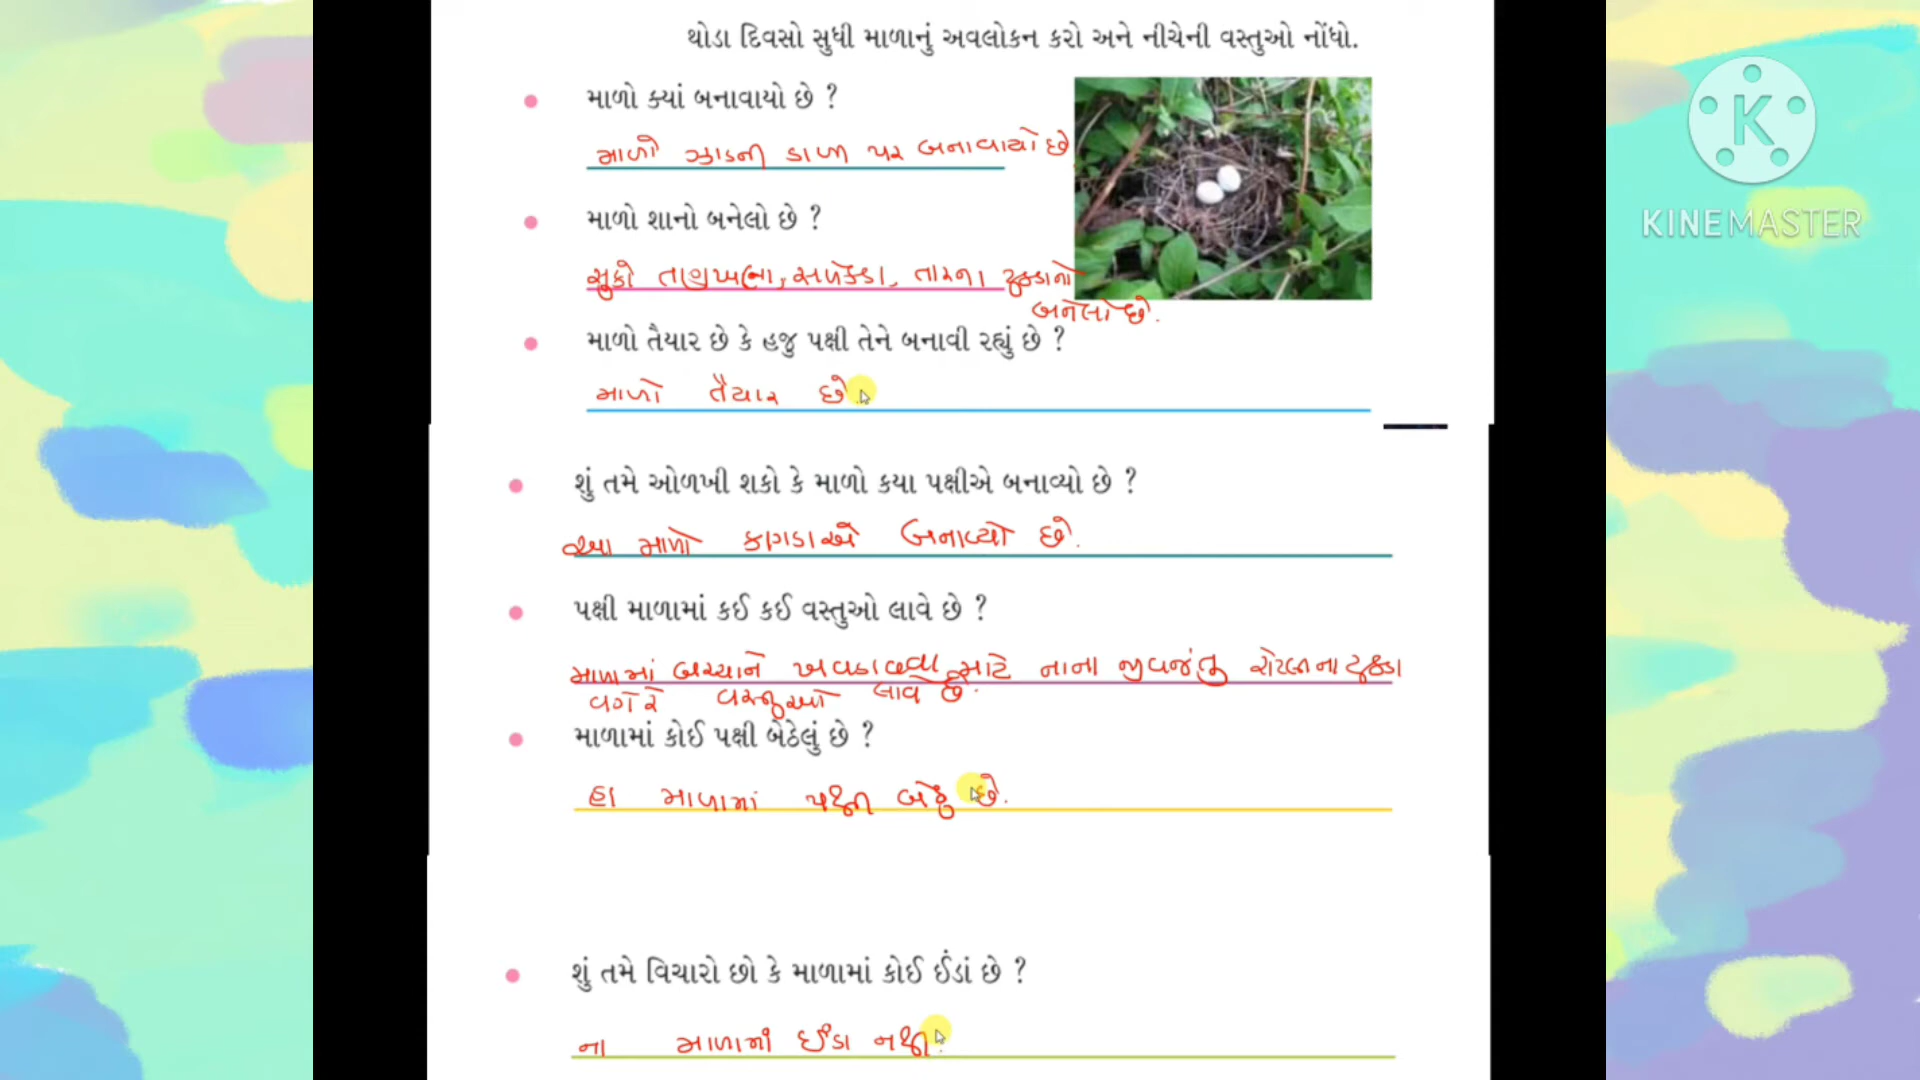 થોડા દિવસો સુધી માળાનું અવલોકન કરો અને નીચેની વસ્તુઓ નોંધો.
માળો ક્યાં બનાવાયો છે ?
માળો ઝાડની ડાળી પર બનાવાયો છે
માળો શાનો બનેલો છે ?
સુકો તણખલા, સળેકડા, તારના ટુકડાનો
બનેલો છે.
માળો તૈયાર છે કે હજુ પક્ષી તેને બનાવી રહ્યું છે ?
માળો તૈયાર છે.
શું તમે ઓળખી શકો કે માળો કયા પક્ષીએ બનાવ્યો છે ?
આ માળો કાગડાએ બનાવ્યો છે.
પક્ષી માળામાં કઈ કઈ વસ્તુઓ લાવે છે ?
માળામાં બચ્ચાને ખવડાવવા માટે નાના જીવજંતુ રોટલીના ટુકડા
વગેરે વસ્તુઓ લાવે છે.
માળામાં કોઈ પક્ષી બેઠેલું છે ?
હા માળામાં પક્ષી બેઠુ છે.
શું તમે વિચારો છો કે માળામાં કોઈ ઈંડાં છે ?
ના માળામાં ઈંડા નથી.
K
KINEMASTER